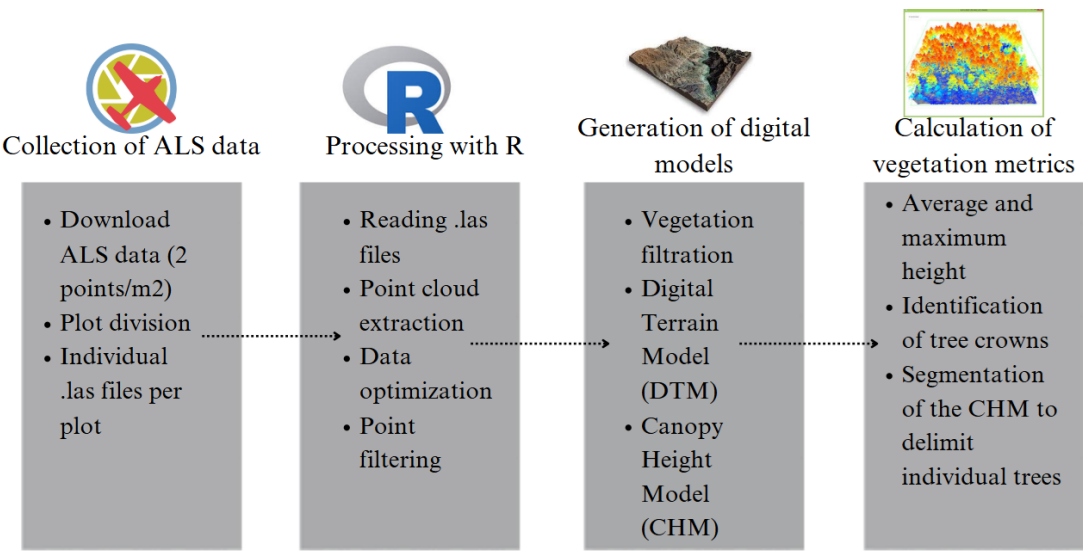 Collection of ALS data
• Download
ALS data (2
points/m2)
• Plot division
• Individual
.las files per
plot
R
Processing with R
• Reading .las
files
• Point cloud
extraction
• Data
optimization
• Point
filtering
Generation of digital
models
• Vegetation
filtration
• Digital
Terrain
Model
(DTM)
• Canopy
Height
Model
(CHM)
Calculation of
vegetation metrics
• Average and
maximum
height
• Identification
of tree crowns
• Segmentation
of the CHM to
delimit
individual trees